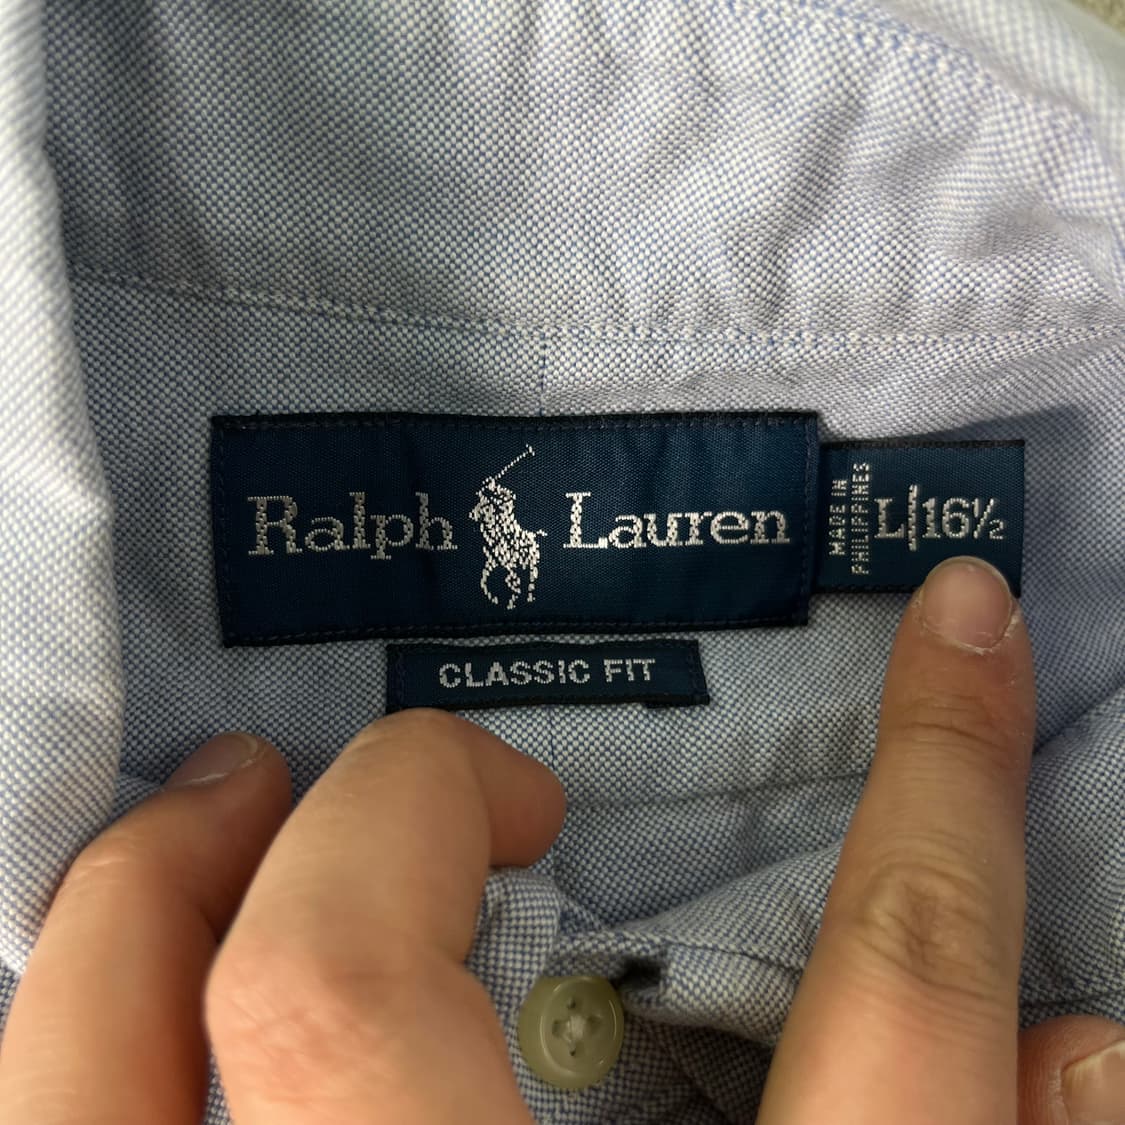 Ralph Lauren
MADE IN
PHILIPPINES
L/16½
CLASSIC FIT